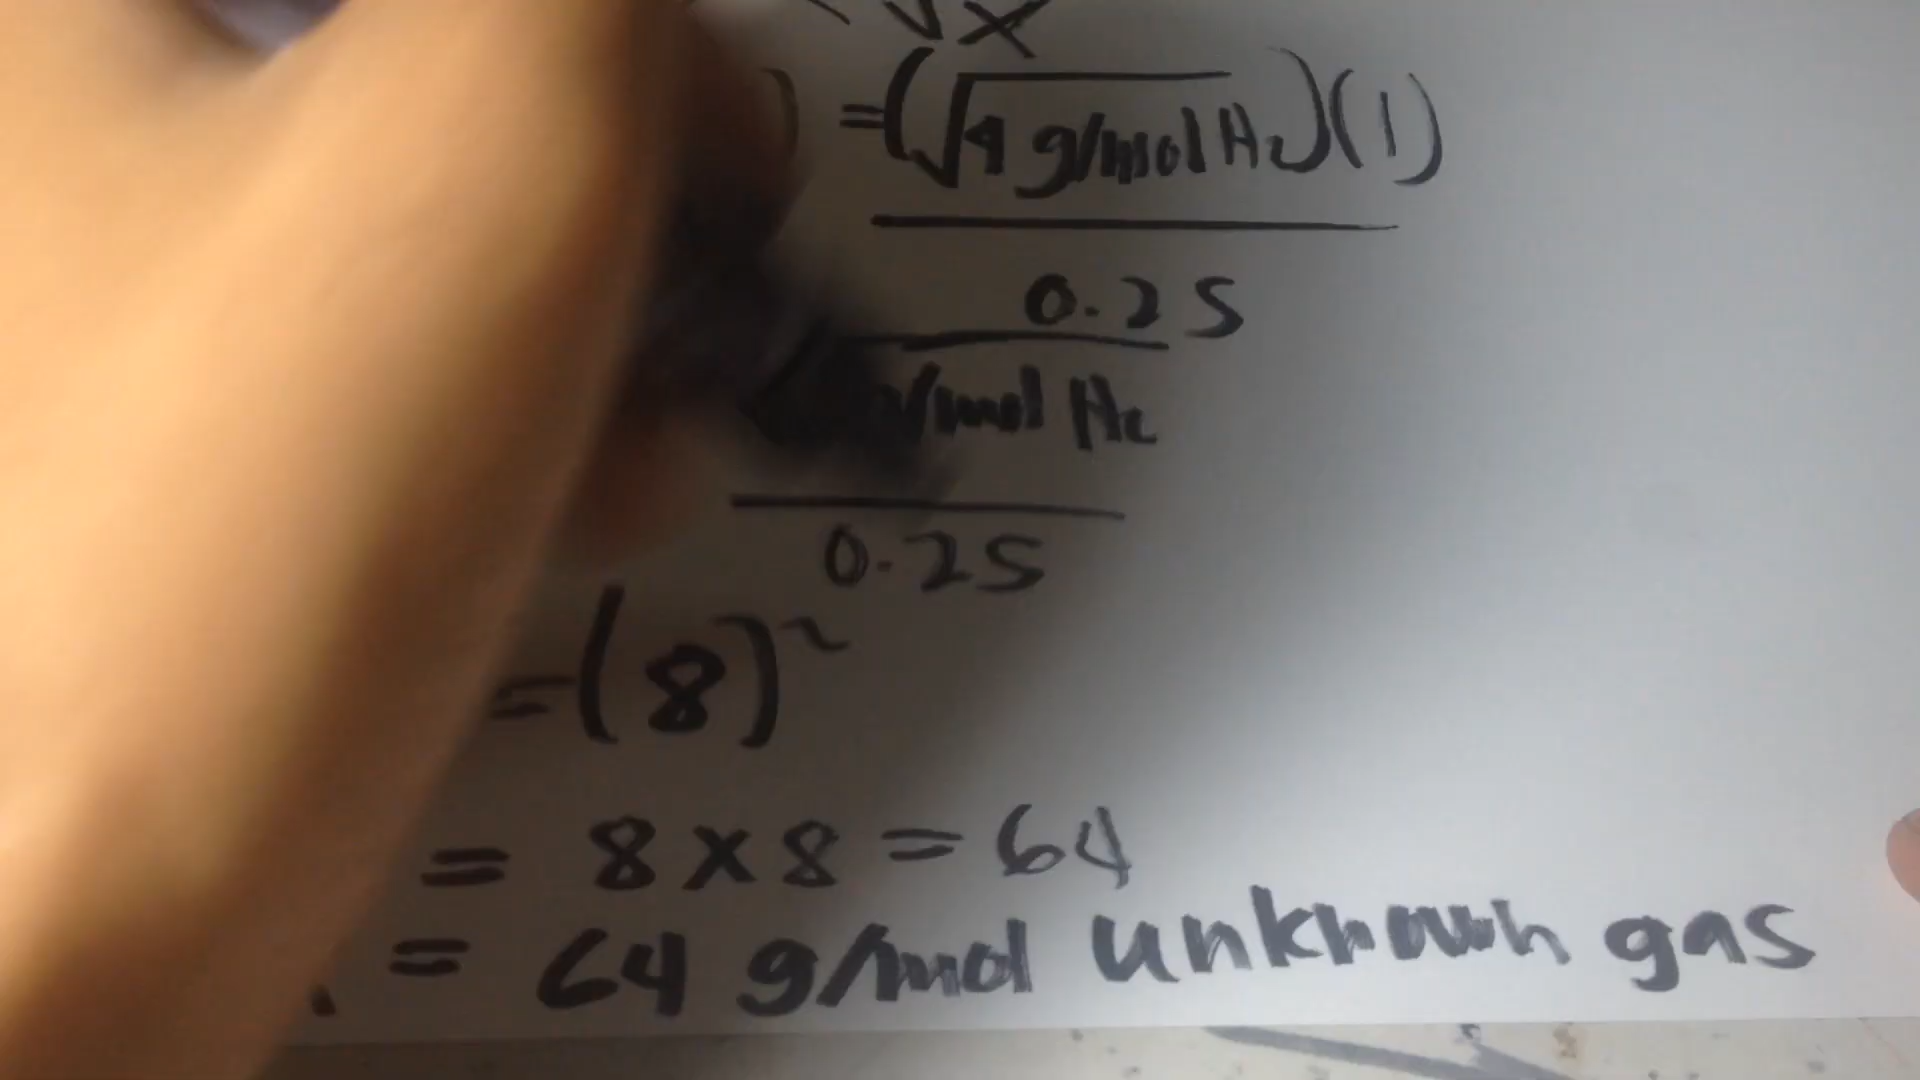 √x
) = (√4 g/mol He)(1)
0.25
/mol He
0.25
= (8)²
= 8 x 8 = 64
= 64 g/mol unknown gas